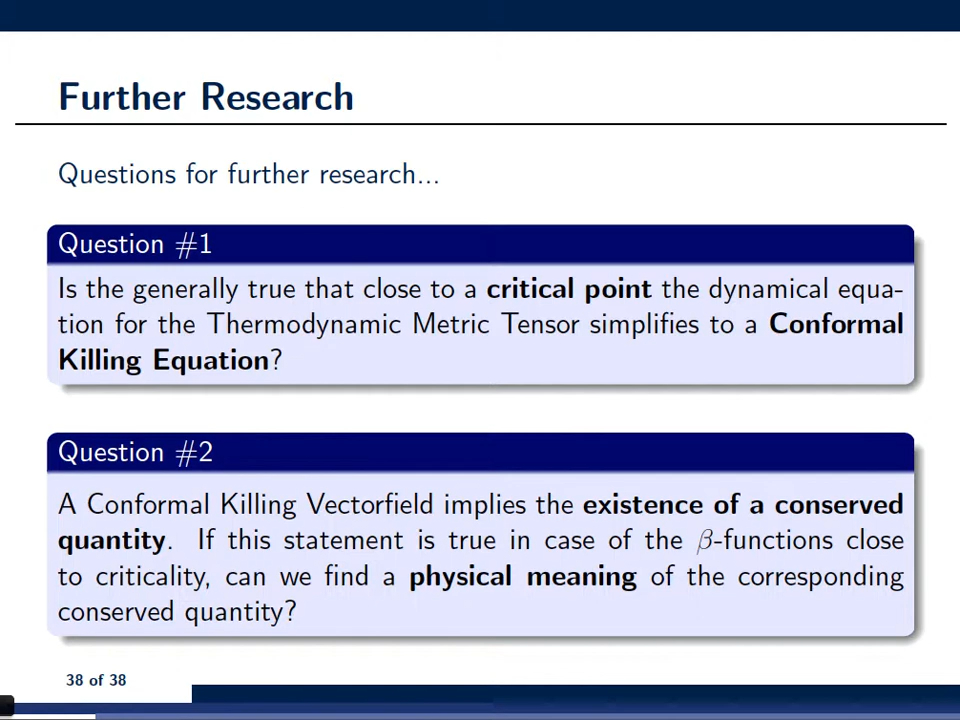 Further Research
Questions for further research...
Question #1
Is the generally true that close to a critical point the dynamical equa-
tion for the Thermodynamic Metric Tensor simplifies to a Conformal
Killing Equation?
Question #2
A Conformal Killing Vectorfield implies the existence of a conserved
quantity. If this statement is true in case of the β-functions close
to criticality, can we find a physical meaning of the corresponding
conserved quantity?
38 of 38